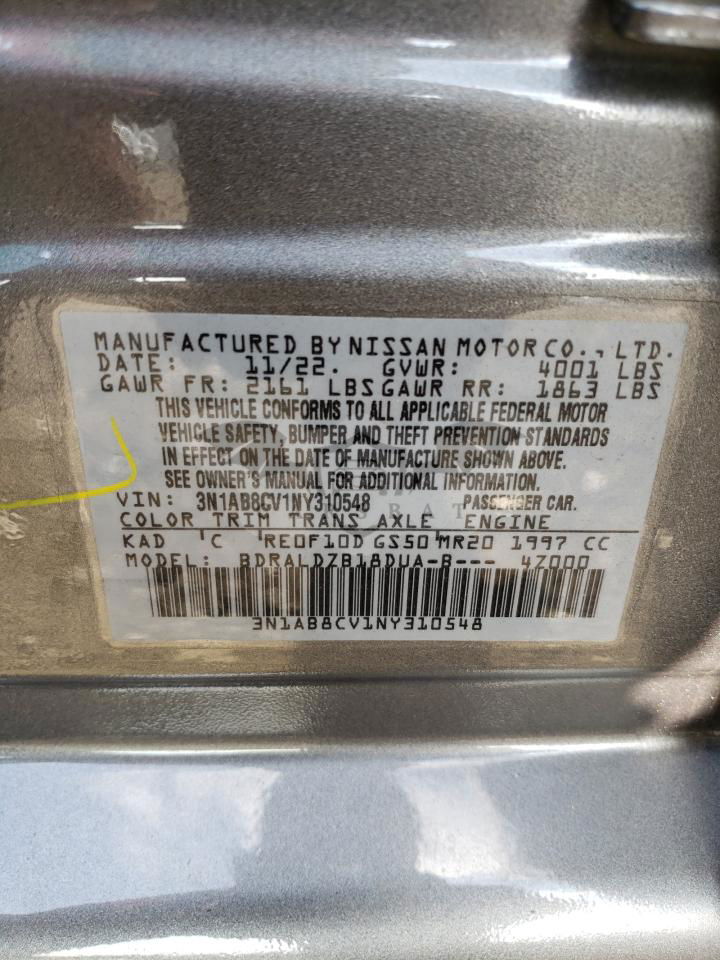 MANUFACTURED BY NISSAN MOTOR CO., LTD.
DATE: 11/22. GVWR: 4001 LBS
GAWR FR: 2161 LBS GAWR RR: 1863 LBS
THIS VEHICLE CONFORMS TO ALL APPLICABLE FEDERAL MOTOR
VEHICLE SAFETY, BUMPER AND THEFT PREVENTION STANDARDS
IN EFFECT ON THE DATE OF MANUFACTURE SHOWN ABOVE.
SEE OWNER'S MANUAL FOR ADDITIONAL INFORMATION.
VIN: 3N1AB8CV1NY310548 PASSENGER CAR.
COLOR TRIM TRANS AXLE ENGINE
KAD C RE0F10D GS50 MR20 1997 CC
MODEL: BDRALDZB18DUA-B--- 4Z000
3N1AB8CV1NY310548